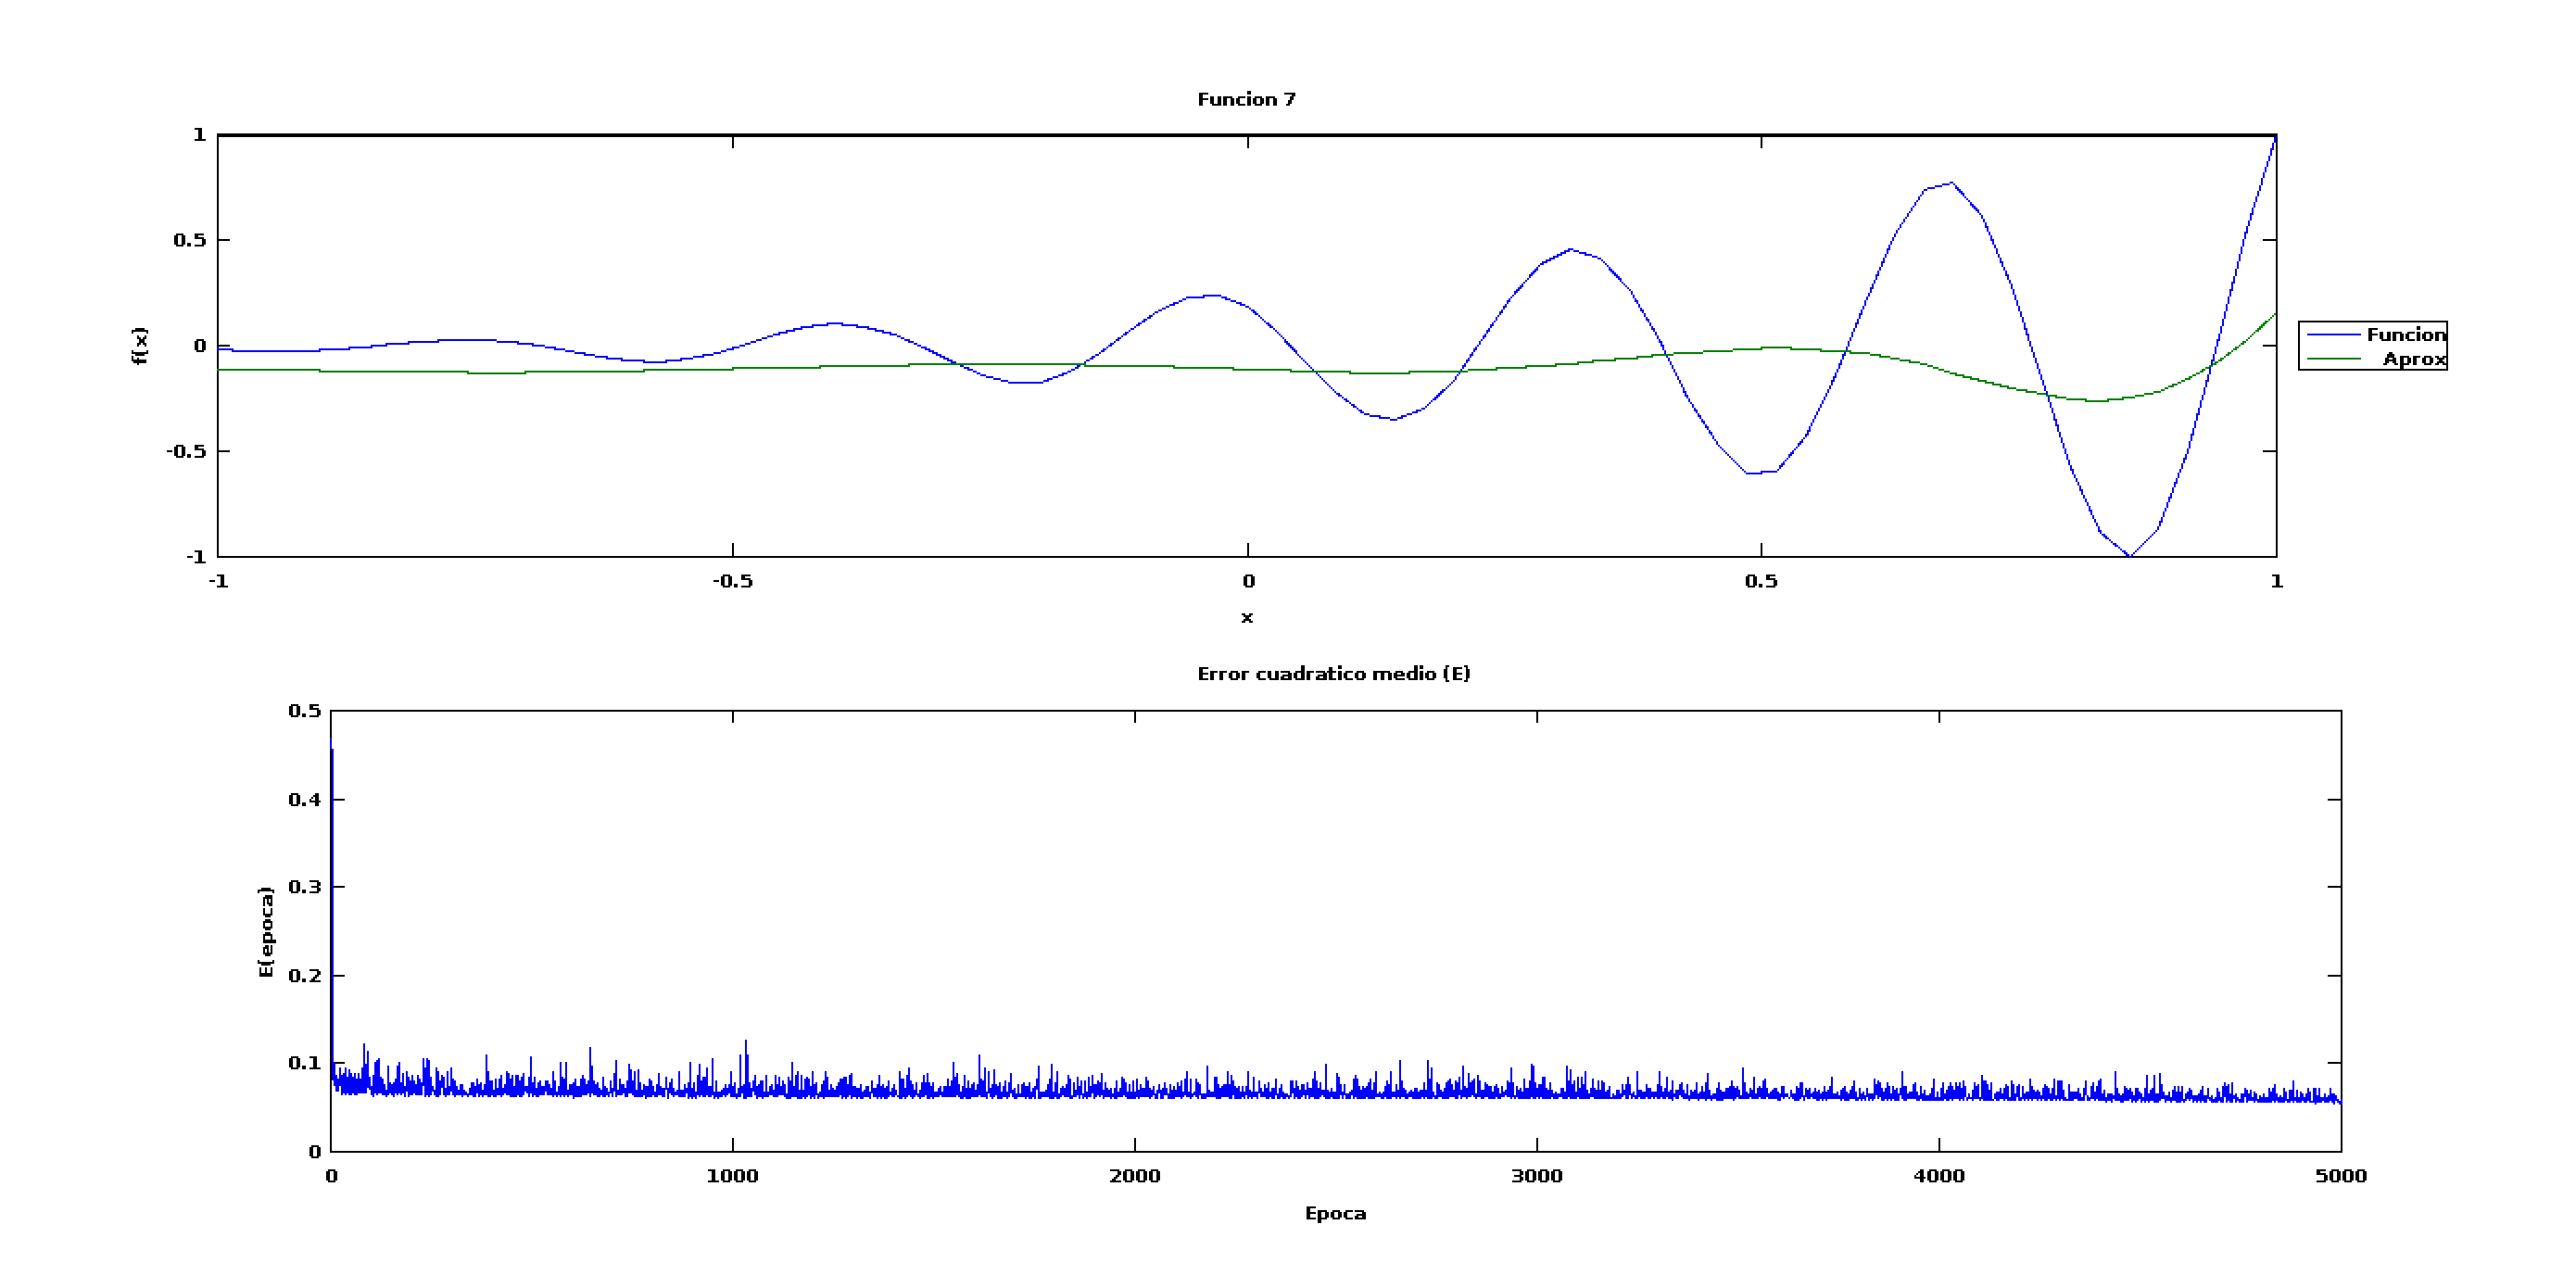 Funcion 7
1
0.5
0
-0.5
-1
f(x)
-1 -0.5 0 0.5 1
x
Funcion
Aprox
Error cuadratico medio (E)
0.5
0.4
0.3
0.2
0.1
0
E(epoca)
0 1000 2000 3000 4000 5000
Epoca